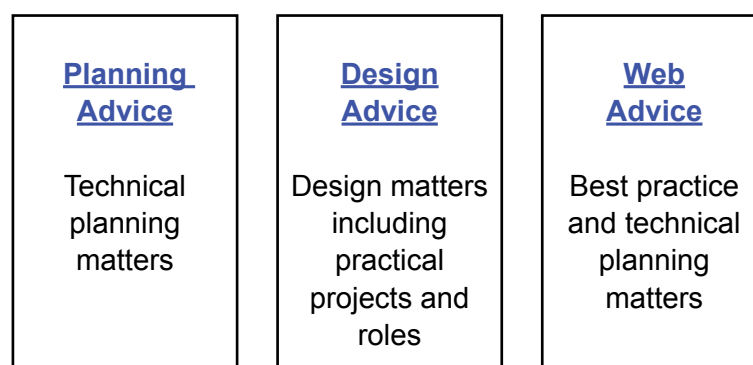 Planning
Advice
Technical
planning
matters
Design
Advice
Design matters
including
practical
projects and
roles
Web
Advice
Best practice
and technical
planning
matters